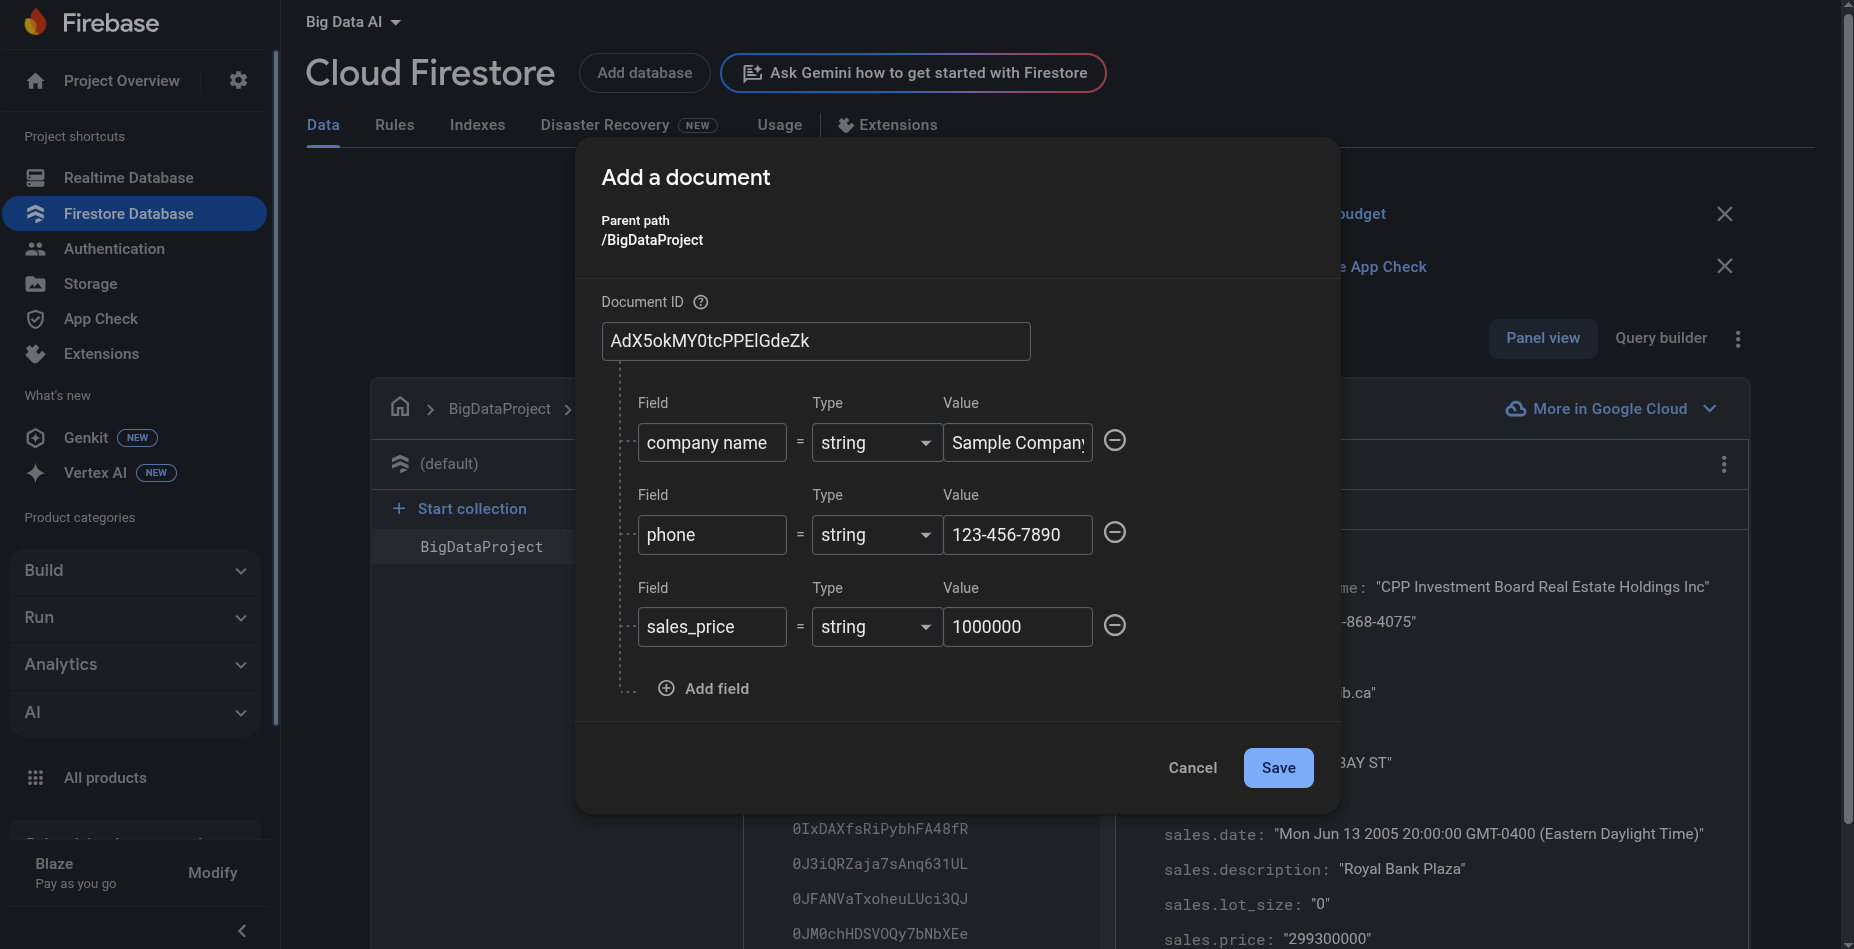 Firebase
Project Overview
Project shortcuts
Realtime Database
Firestore Database
Authentication
Storage
App Check
Extensions
What's new
Genkit NEW
Vertex AI NEW
Product categories
Build
Run
Analytics
AI
All products
Blaze
Pay as you go
Modify
Big Data AI
Cloud Firestore
Add database
Ask Gemini how to get started with Firestore
Data Rules Indexes Disaster Recovery NEW Usage Extensions
budget
App Check
Panel view Query builder
BigDataProject
More in Google Cloud
(default)
Start collection
BigDataProject
Add a document
Parent path
/BigDataProject
Document ID
AdX5okMY0tcPPElGdeZk
Field Type Value
company name = string Sample Company
Field Type Value
phone = string 123-456-7890
Field Type Value
sales_price = string 1000000
Add field
Cancel Save
me: "CPP Investment Board Real Estate Holdings Inc"
-868-4075"
ib.ca"
BAY ST"
0IxDAXfsRiPybhFA48fR
0J3iQRZaja7sAnq631UL
0JFANVaTxoheuLUci3QJ
0JM0chHDSVOQy7bNbXEe
sales.date: "Mon Jun 13 2005 20:00:00 GMT-0400 (Eastern Daylight Time)"
sales.description: "Royal Bank Plaza"
sales.lot_size: "0"
sales.price: "299300000"